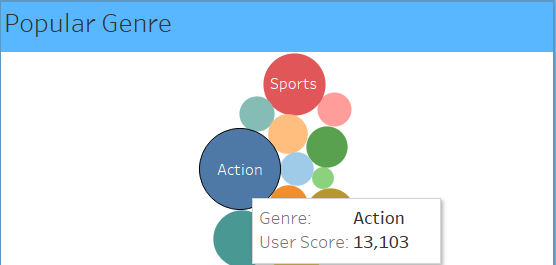 Popular Genre
Sports
Action
Genre: Action
User Score: 13,103